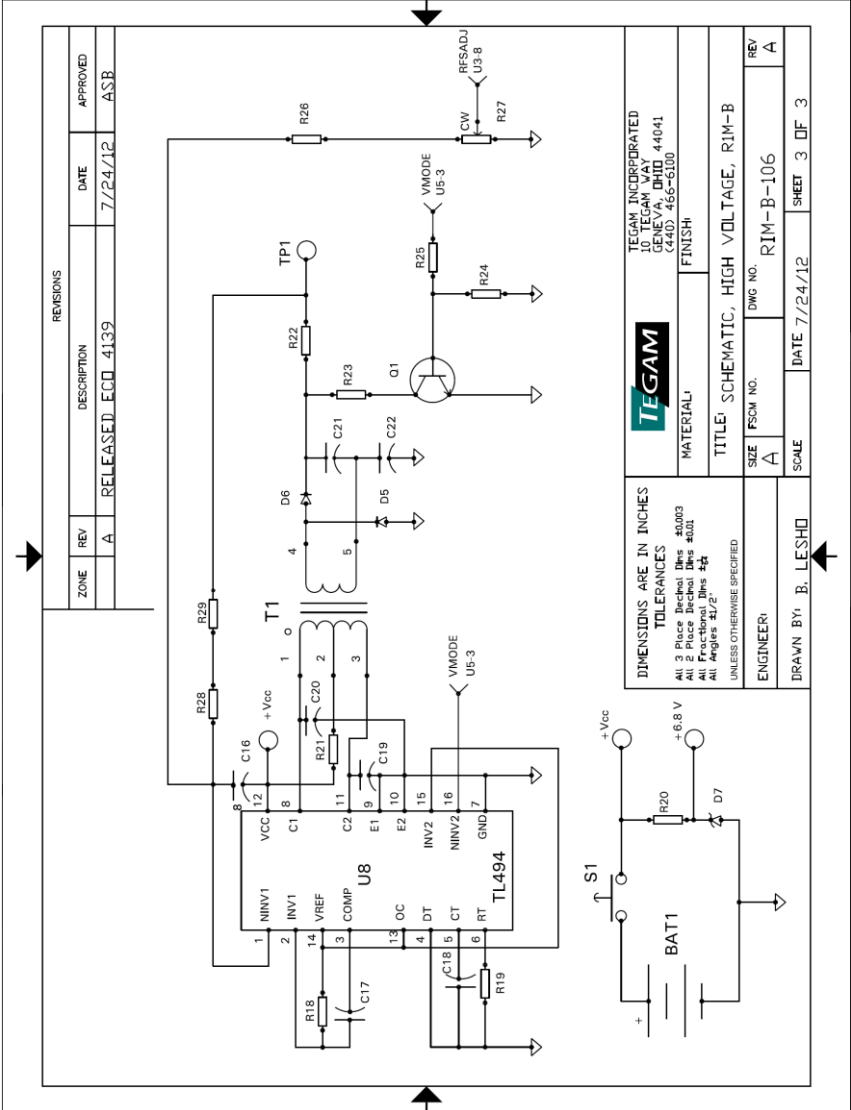 REVISIONS
ZONE REV DESCRIPTION DATE APPROVED
A RELEASED ECO 4139 7/24/12 ASB
R28
R29
R26
CW
R27
RFSADJ
U3-8
C16
8
+Vcc
T1
O
1
2
3
4
5
C20
R21
C19
D6
D5
C21
C22
R22
TP1
R23
Q1
R25
VMODE
U5-3
R24
VMODE
U5-3
U8
TL494
1 NINV1
2 INV1
14 VREF
3 COMP
13 OC
4 DT
5 CT
6 RT
VCC 12
C1 8
C2 11
E1 9
E2 10
INV2 15
NINV2 16
GND 7
R18
C17
C18
R19
S1
BAT1
+
+Vcc
R20
+6.8 V
D7
DIMENSIONS ARE IN INCHES
TOLERANCES
All 3 Place Decimal Dims ±0.003
All 2 Place Decimal Dims ±0.01
All Fractional Dims
All Angles ±1/2°
UNLESS OTHERWISE SPECIFIED
ENGINEER:
DRAWN BY: B. LESHO
TEGAM
TEGAM INCORPORATED
10 TEGAM WAY
GENEVA, OHIO 44041
(440) 466-6100
MATERIAL:
FINISH:
TITLE: SCHEMATIC, HIGH VOLTAGE, R1M-B
SIZE
A
FSCM NO.
DWG NO.
R1M-B-106
REV
A
SCALE
DATE 7/24/12
SHEET 3 OF 3